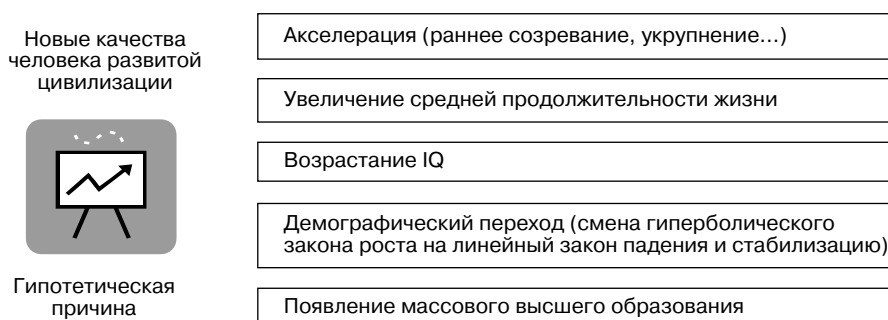 Новые качества
человека развитой
цивилизации
Гипотетическая
причина
Акселерация (раннее созревание, укрупнение...)
Увеличение средней продолжительности жизни
Возрастание IQ
Демографический переход (смена гиперболического
закона роста на линейный закон падения и стабилизацию)
Появление массового высшего образования